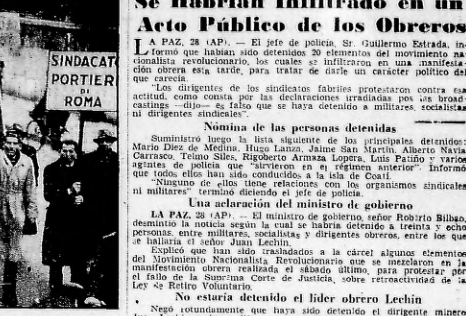 SINDACAT
PORTIER
DI
ROMA
Se Habrían Infiltrado en un
Acto Público de los Obreros
LA PAZ, 28 (AP). — El jefe de policía, Sr. Guillermo Estrada, in-
formó que habían sido detenidos 20 elementos del movimiento na-
cionalista revolucionario, los cuales se infiltraron en una manifesta-
ción obrera esta tarde, para tratar de darle un carácter político del
que carecía.
"Los dirigentes de los sindicatos fabriles protestaron contra esa
actitud, como consta por las declaraciones irradiadas por las broad-
castings —dijo— es falso que se haya detenido a militares, socialistas
ni dirigentes sindicales".
Nómina de las personas detenidas
Suministró luego la lista siguiente de los principales detenidos:
Mario Díez de Medina, Hugo Lanza, Jaime San Martín, Alberto Navia
Carrasco, Telmo Siles, Rigoberto Armaza Lopera, Luis Patiño y varios
agentes de policía que "sirvieron en el régimen anterior". Informó
que todos ellos han sido conducidos a la isla de Coati.
"Ninguno de ellos tiene relaciones con los organismos sindicales
ni militares" terminó diciendo el jefe de policía.
Una aclaración del ministro de gobierno
LA PAZ, 28 (AP). — El ministro de gobierno, señor Roberto Bilbao,
desmintió la noticia según la cual se habría detenido a treinta y ocho
personas, entre militares, socialistas y dirigentes obreros, entre los que
se hallaría el señor Juan Lechin.
Explicó que han sido trasladados a la cárcel algunos elementos
del Movimiento Nacionalista Revolucionario que se mezclaron en la
manifestación obrera realizada el sábado último, para protestar por
el fallo de la Suprema Corte de Justicia, sobre retroactividad de la
Ley de Retiro Voluntario.
No estaría detenido el líder obrero Lechin
Negó rotundamente que haya sido detenido el dirigente minero